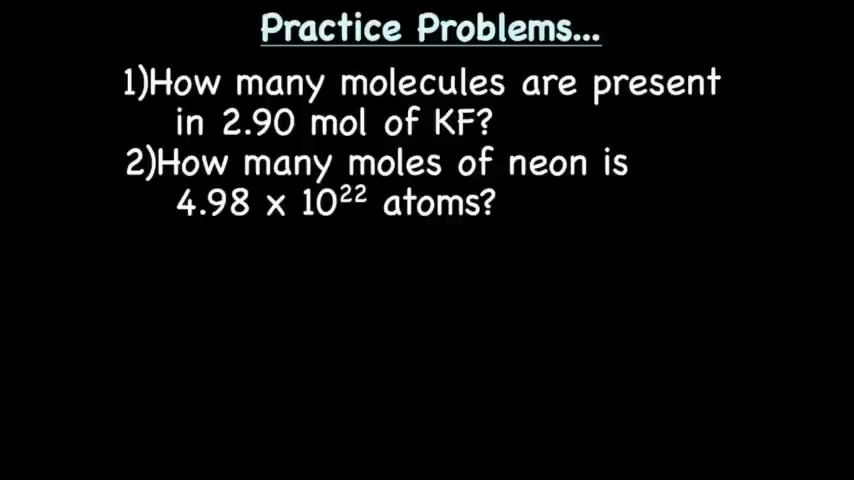 Practice Problems...
1)How many molecules are present
in 2.90 mol of KF?
2)How many moles of neon is
4.98 x 10²² atoms?